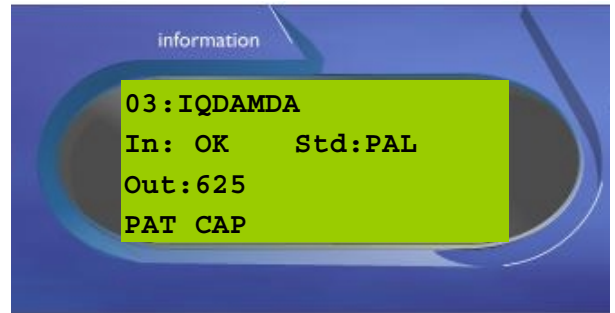 information
03:IQDAMDA
In: OK Std:PAL
Out:625
PAT CAP